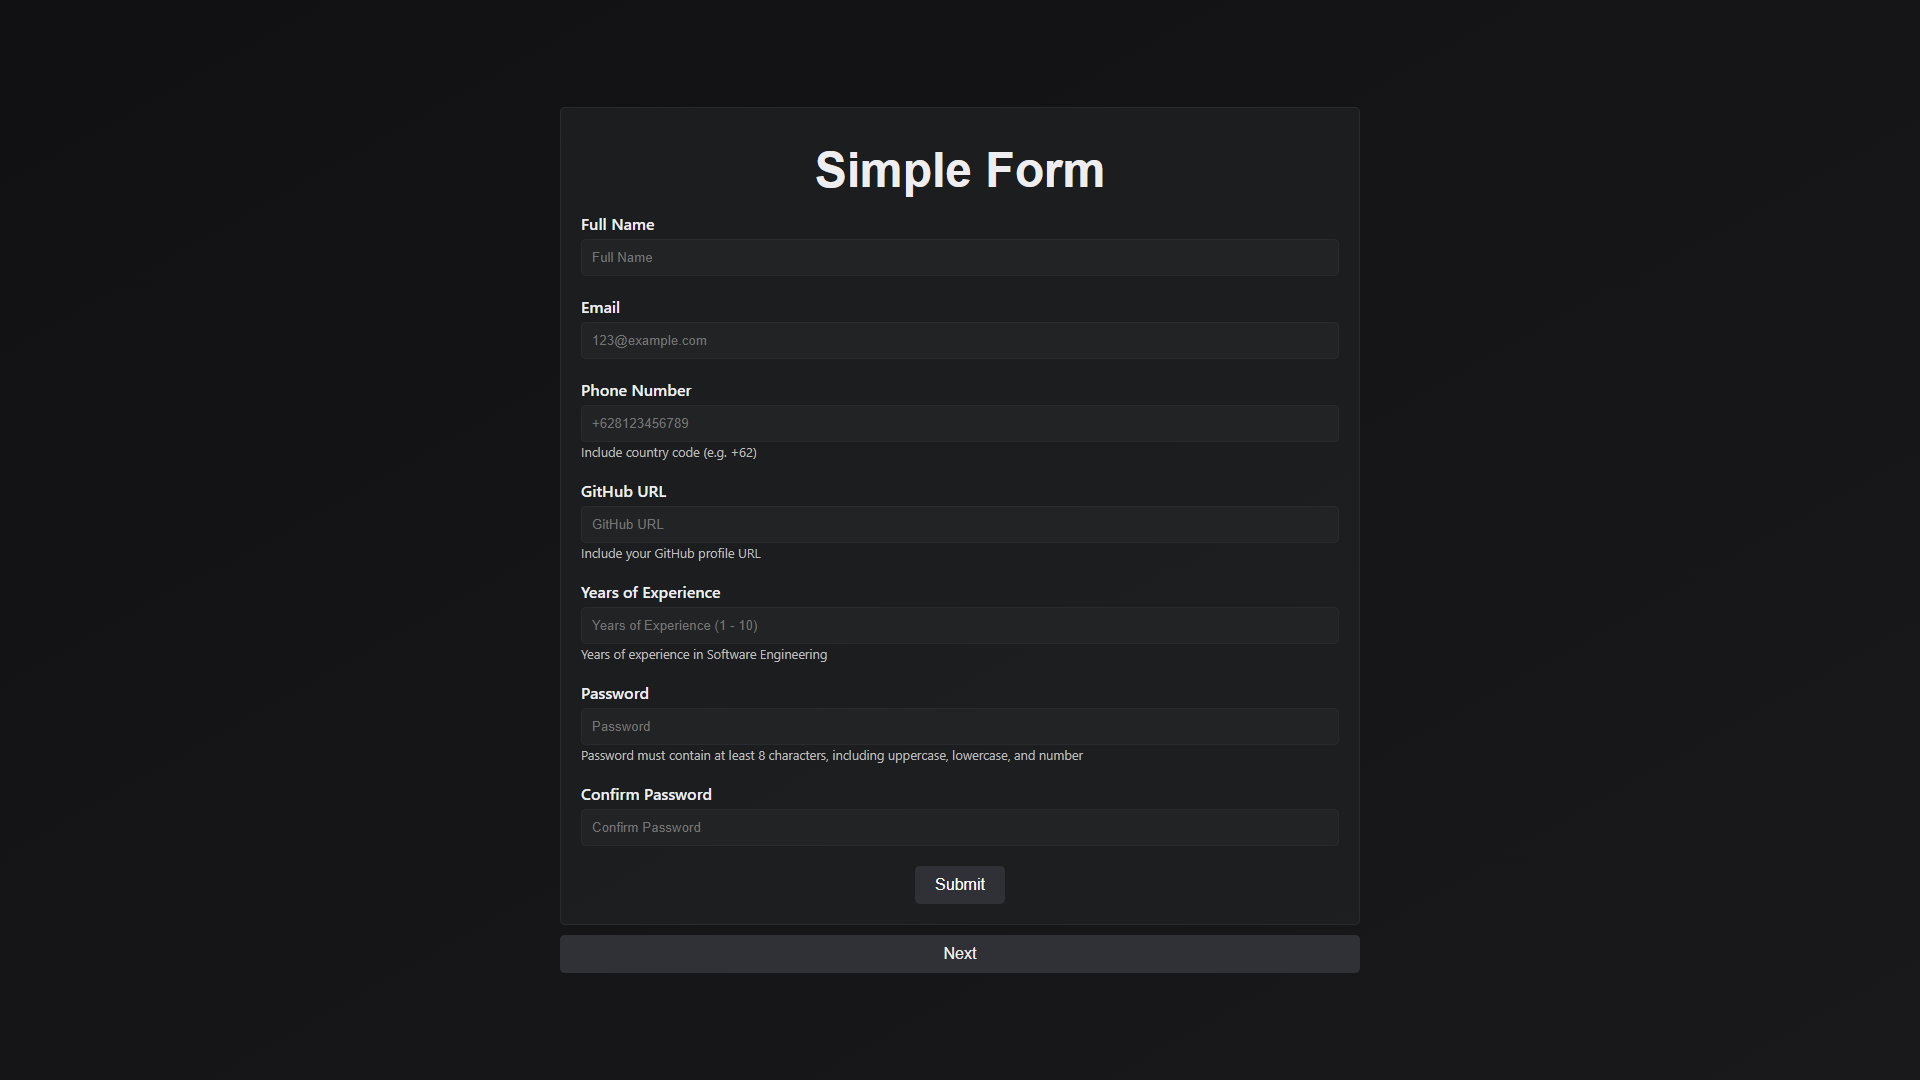 Simple Form
Full Name
Full Name
Email
123@example.com
Phone Number
+628123456789
Include country code (e.g. +62)
GitHub URL
GitHub URL
Include your GitHub profile URL
Years of Experience
Years of Experience (1 - 10)
Years of experience in Software Engineering
Password
Password
Password must contain at least 8 characters, including uppercase, lowercase, and number
Confirm Password
Confirm Password
Submit
Next